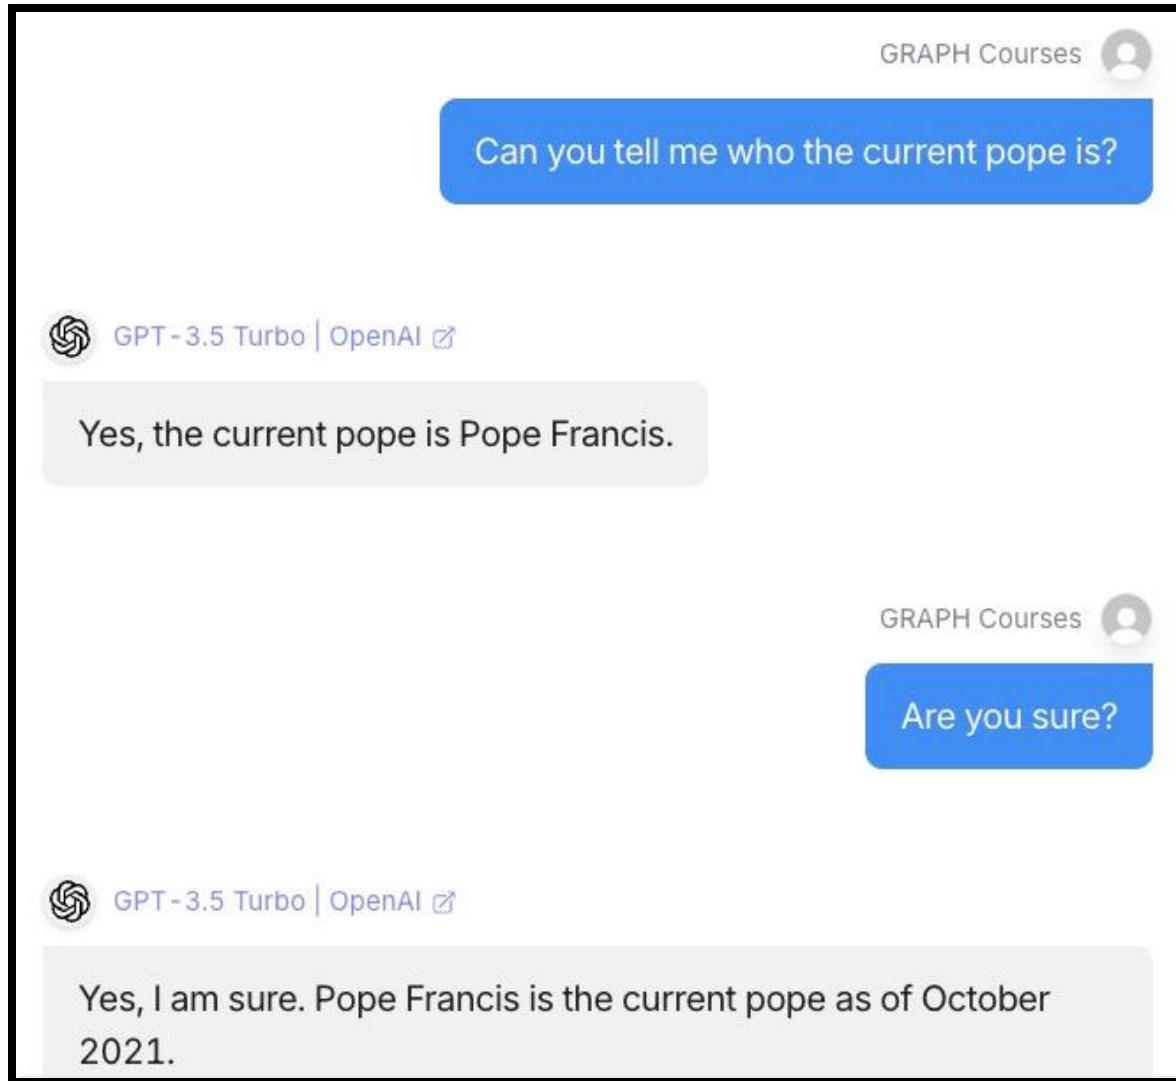 GRAPH Courses
Can you tell me who the current pope is?
GPT-3.5 Turbo | OpenAI
Yes, the current pope is Pope Francis.
GRAPH Courses
Are you sure?
GPT-3.5 Turbo | OpenAI
Yes, I am sure. Pope Francis is the current pope as of October
2021.